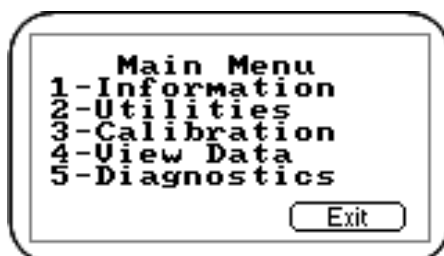 Main Menu
1-Information
2-Utilities
3-Calibration
4-View Data
5-Diagnostics
Exit